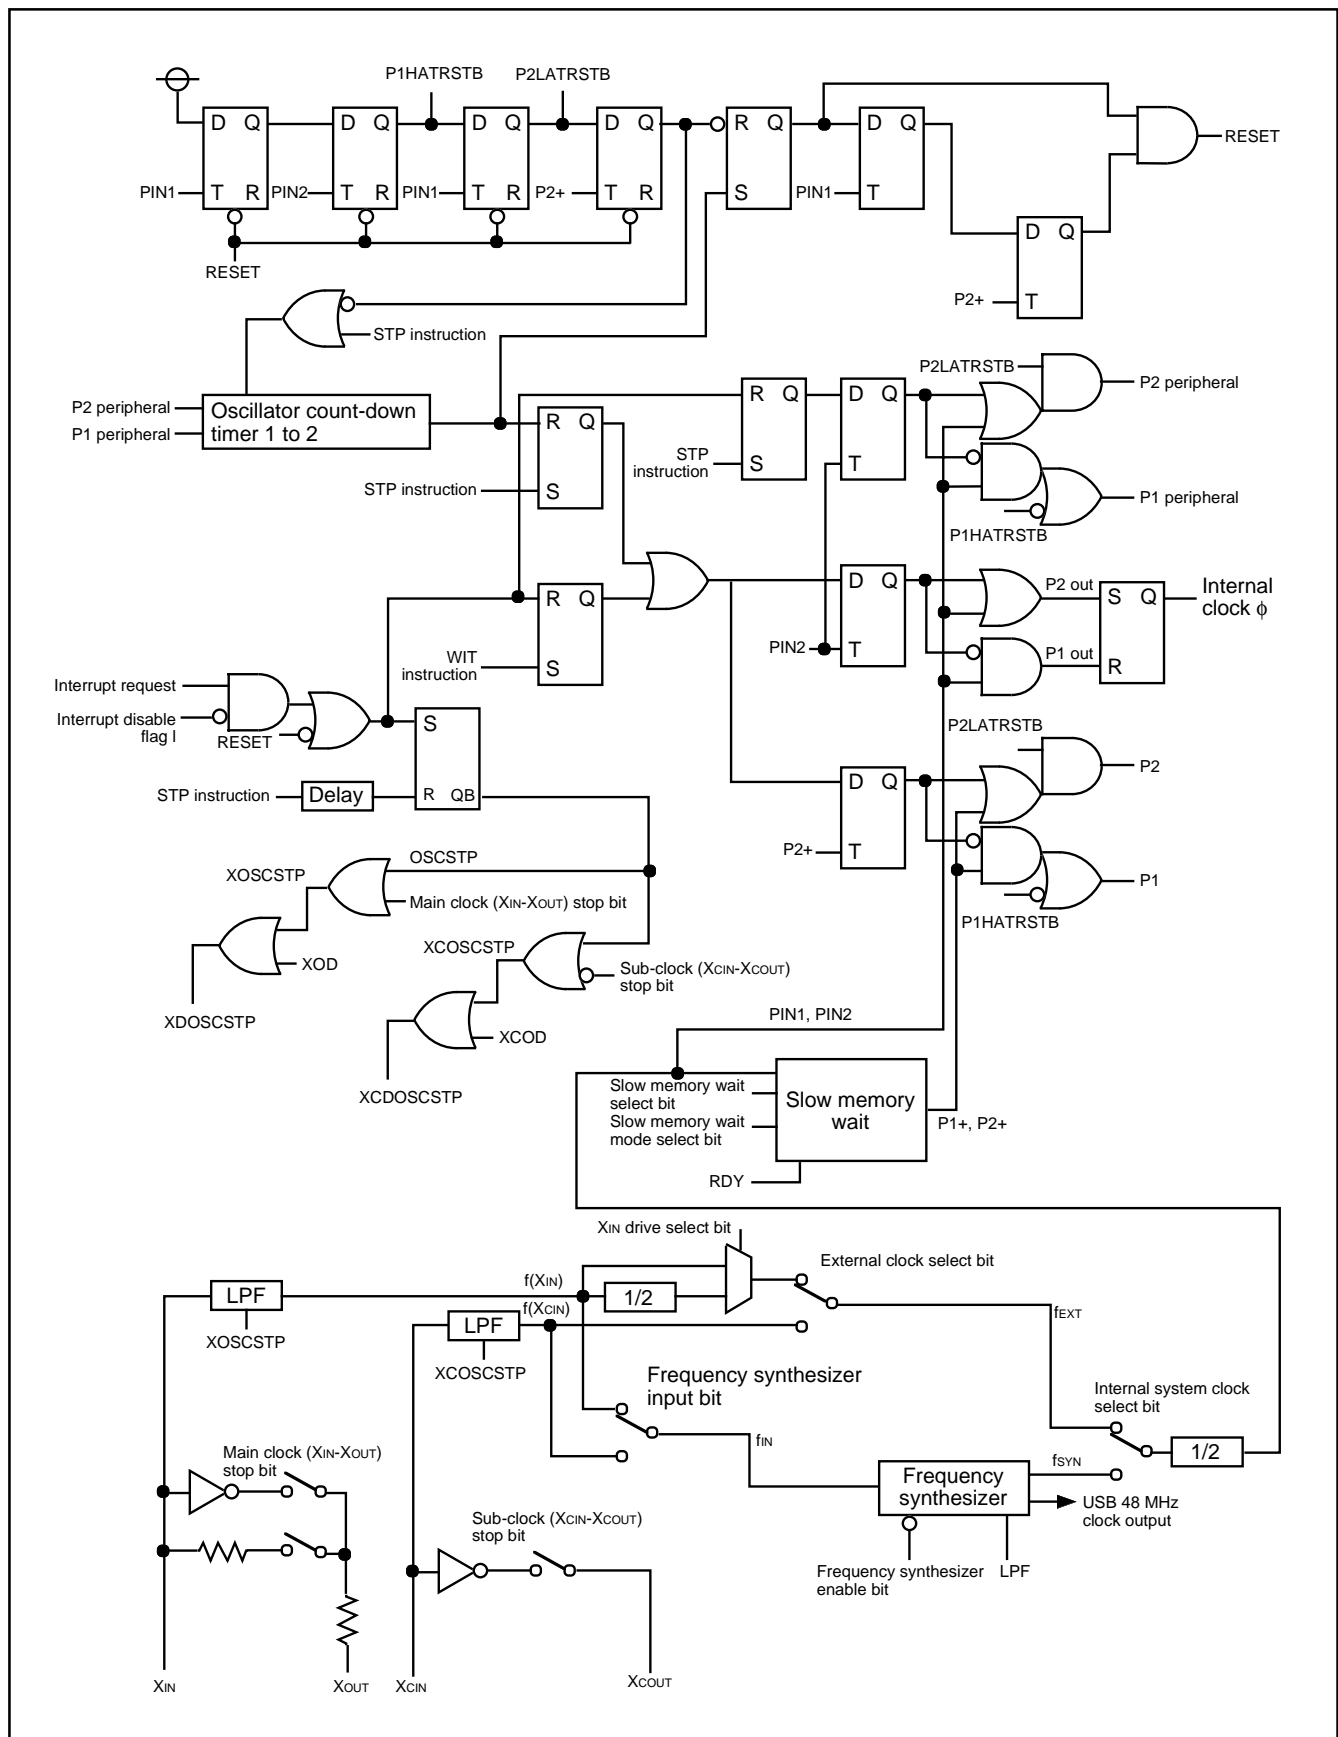 P1HATRSTB
P2LATRSTB
D Q
D Q
D Q
D Q
R Q
D Q
RESET
PIN1
T R
PIN2
T R
PIN1
T R
P2+
T R
S
PIN1
T
D Q
RESET
P2+
T
STP instruction
P2LATRSTB
P2 peripheral
R Q
D Q
P2 peripheral
P1 peripheral
Oscillator count-down
timer 1 to 2
R Q
STP
instruction
S
T
STP instruction
S
P1 peripheral
P1HATRSTB
D Q
P2 out
S Q
Internal
clock ϕ
R Q
PIN2
T
P1 out
R
WIT
instruction
S
Interrupt request
Interrupt disable
flag I
RESET
S
P2LATRSTB
P2
D Q
STP instruction
Delay
R QB
P2+
T
OSCSTP
XOSCSTP
Main clock (XIN-XOUT) stop bit
P1
P1HATRSTB
XCOSCSTP
XOD
Sub-clock (XCIN-XCOUT)
stop bit
XDOSCSTP
PIN1, PIN2
XCOD
XCDOSCSTP
Slow memory wait
select bit
Slow memory wait
mode select bit
Slow memory
wait
P1+, P2+
RDY
XIN drive select bit
External clock select bit
LPF
f(XIN)
1/2
f(XCIN)
XOSCSTP
LPF
fEXT
XCOSCSTP
Frequency synthesizer
input bit
Internal system clock
select bit
fIN
1/2
Main clock (XIN-XOUT)
stop bit
fSYN
Frequency
synthesizer
USB 48 MHz
clock output
Sub-clock (XCIN-XCOUT)
stop bit
Frequency synthesizer
enable bit
LPF
XIN
XOUT
XCIN
XCOUT